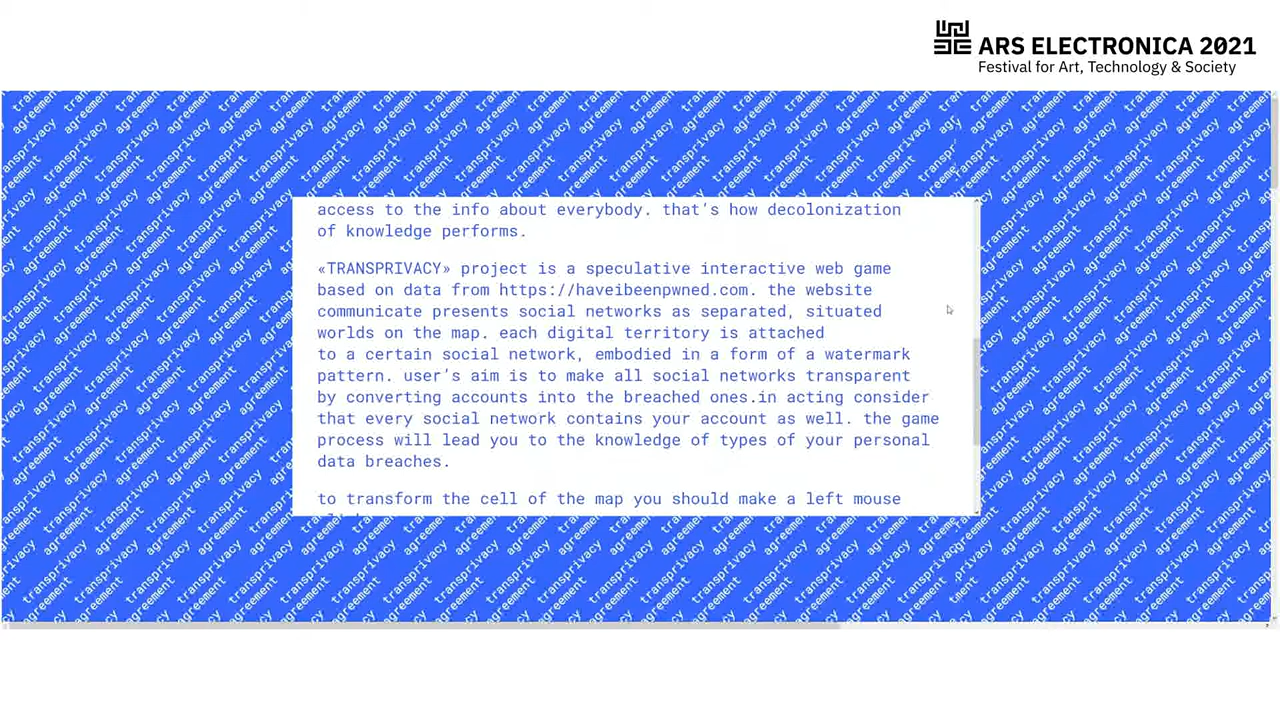 ARS ELECTRONICA 2021
Festival for Art, Technology & Society
transprivacy
agreement
access to the info about everybody. that's how decolonization
of knowledge performs.
«TRANSPRIVACY» project is a speculative interactive web game
based on data from https://haveibeenpwned.com. the website
communicate presents social networks as separated, situated
worlds on the map. each digital territory is attached
to a certain social network, embodied in a form of a watermark
pattern. user's aim is to make all social networks transparent
by converting accounts into the breached ones.in acting consider
that every social network contains your account as well. the game
process will lead you to the knowledge of types of your personal
data breaches.
to transform the cell of the map you should make a left mouse